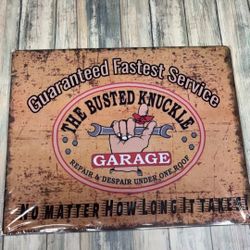 Guaranteed Fastest Service
THE BUSTED KNUCKLE
GARAGE
REPAIR & DESPAIR UNDER ONE ROOF
NO MATTER HOW LONG IT TAKES